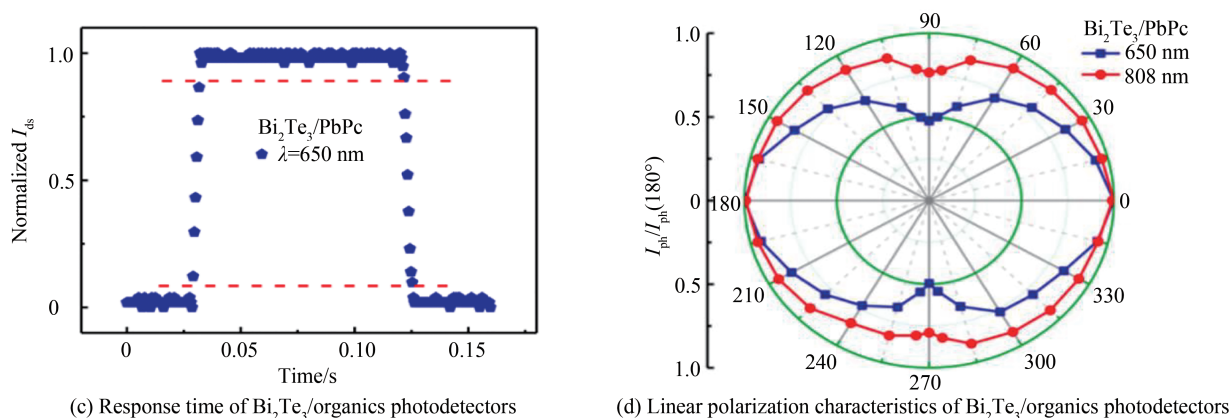 1.0
0.5
0
Normalized I_ds
Bi₂Te₃/PbPc
λ=650 nm
0 0.05 0.10 0.15
Time/s
(c) Response time of Bi₂Te₃/organics photodetectors
Bi₂Te₃/PbPc
650 nm
808 nm
1.0
0.5
0
0.5
1.0
I_ph/I_ph(180°)
90
120 60
150 30
180 0
210 330
240 300
270
(d) Linear polarization characteristics of Bi₂Te₃/organics photodetectors